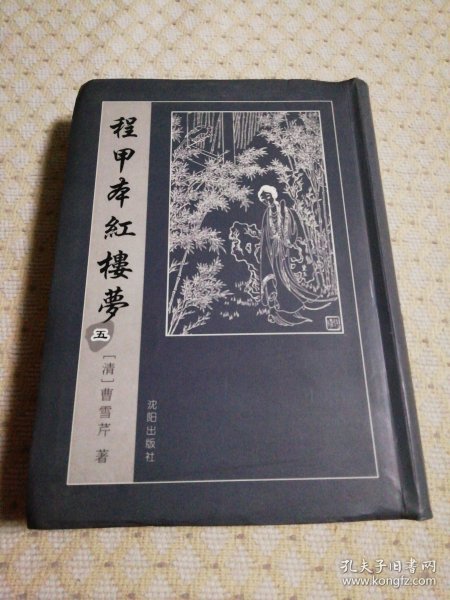 程甲本紅樓夢
五
［清］曹雪芹 著
沈阳出版社
孔夫子旧书网
www.kongfz.com